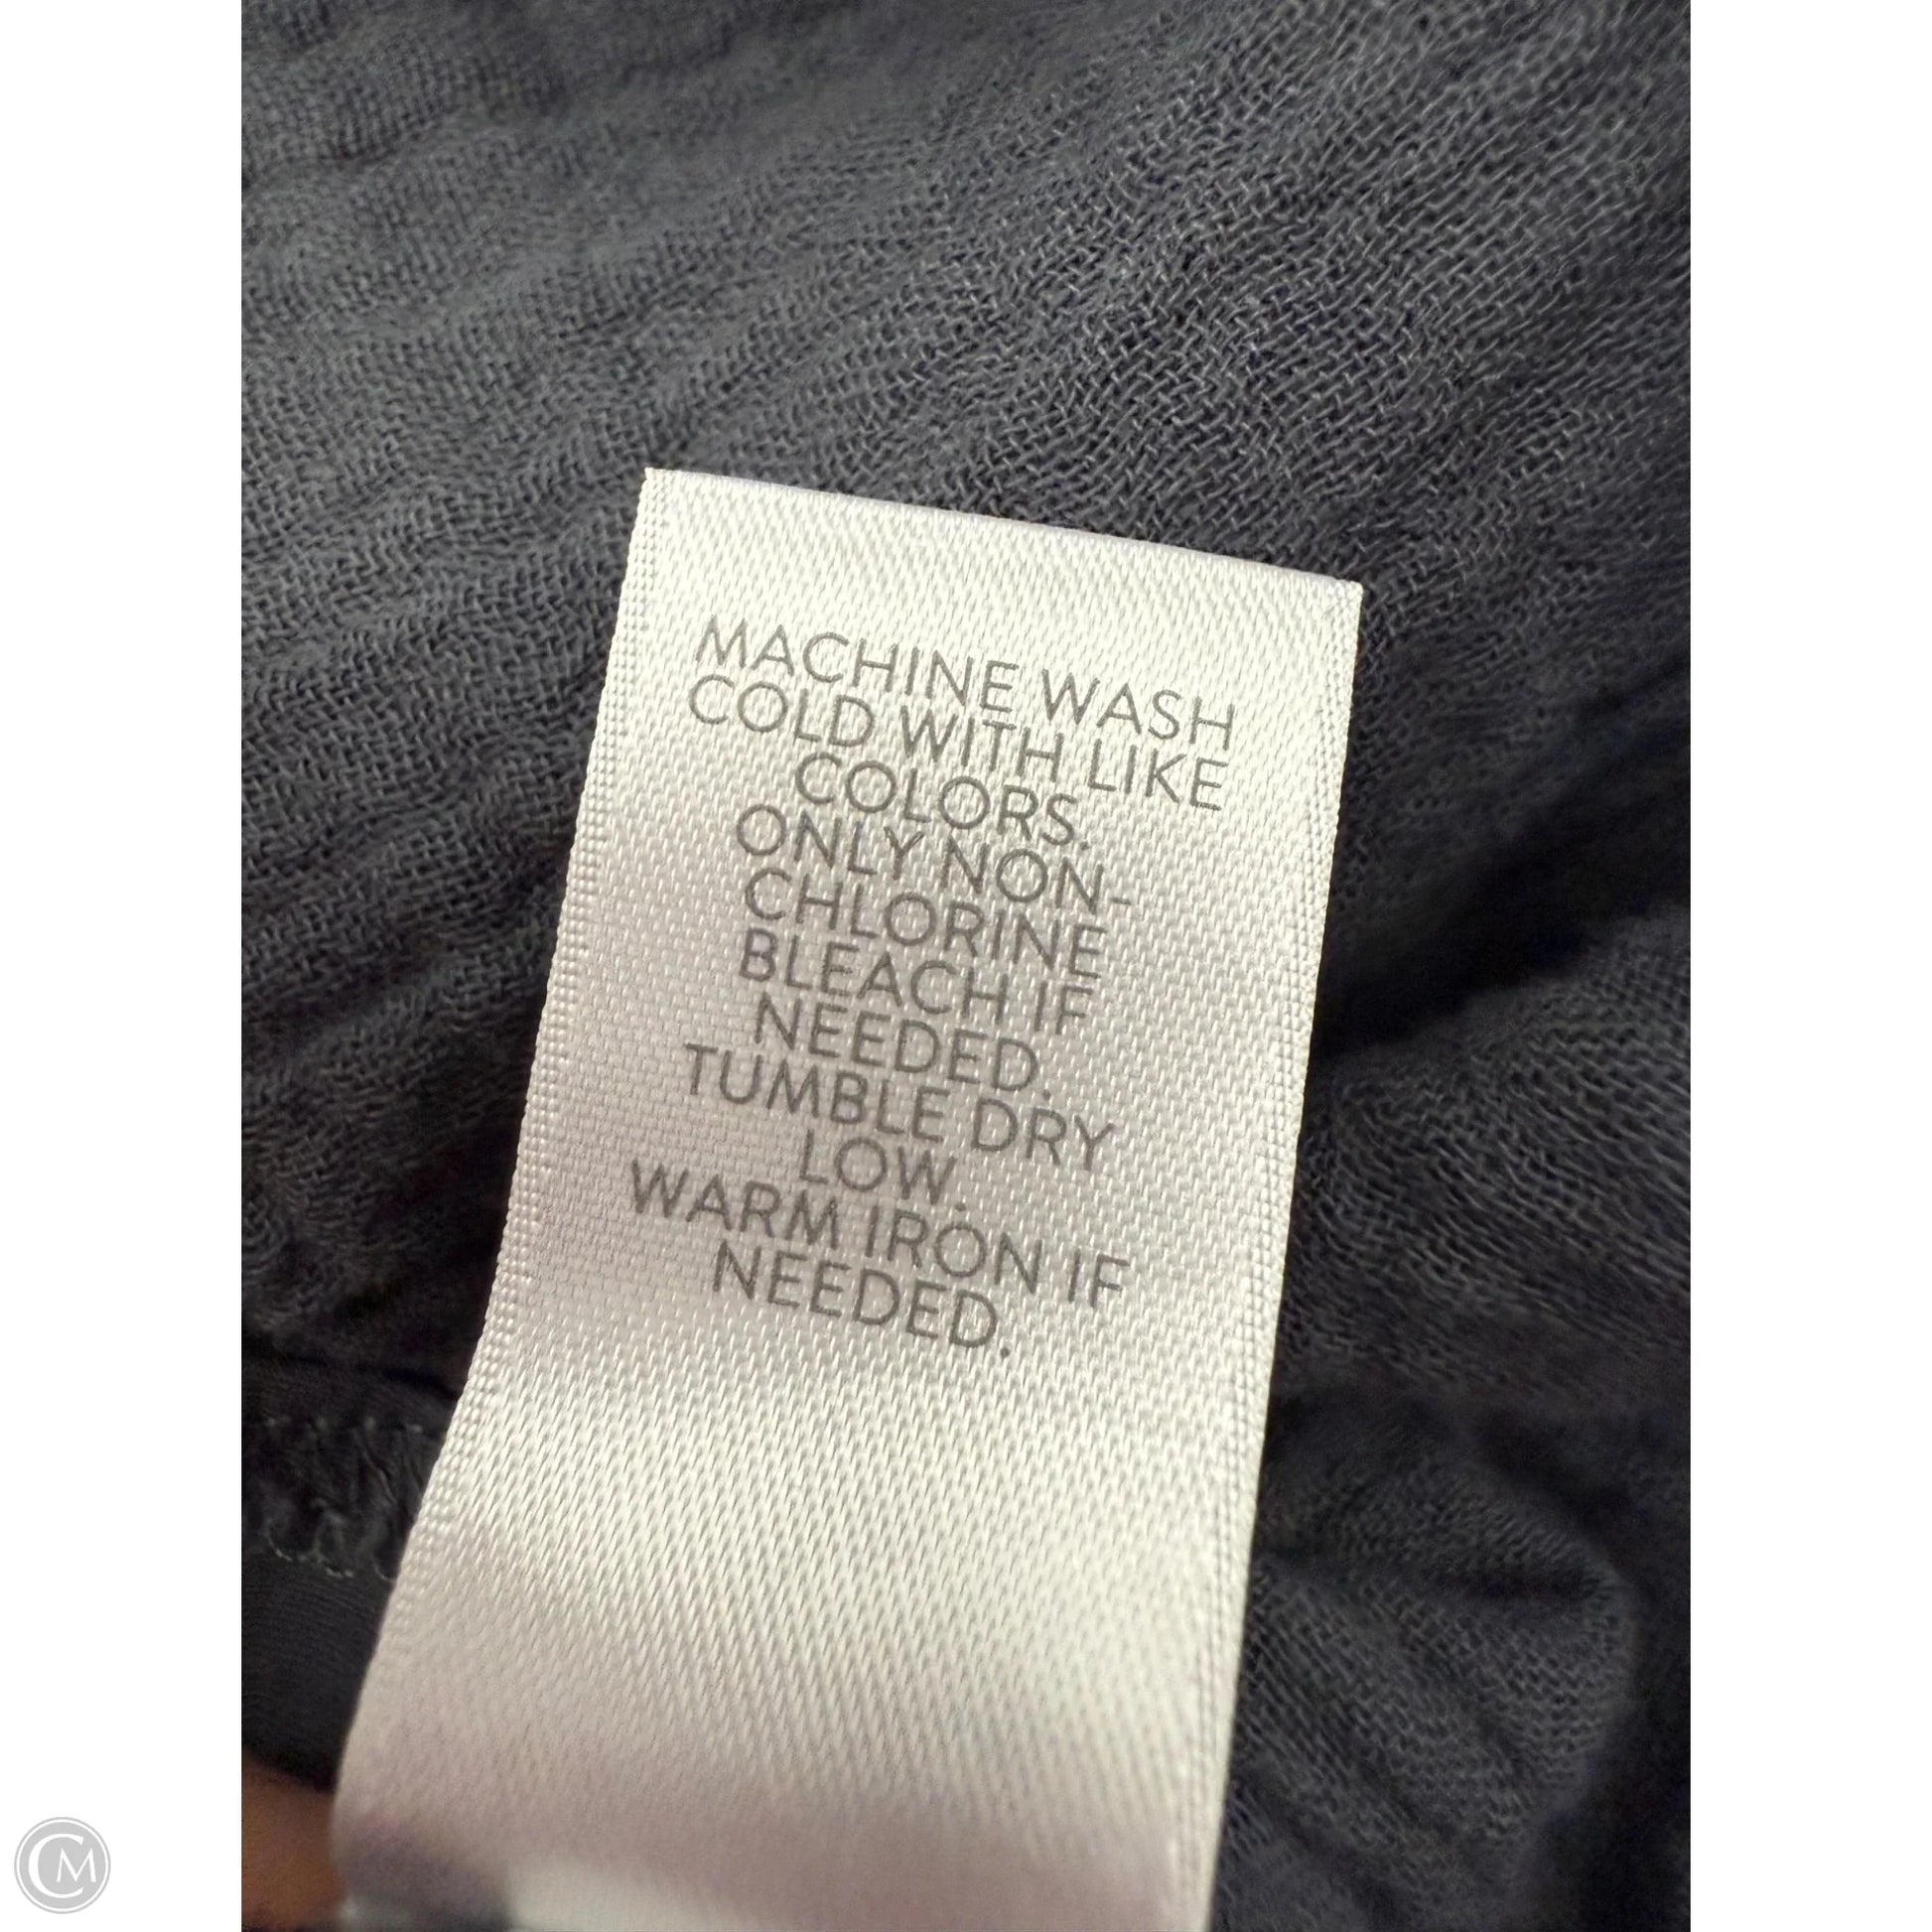 MACHINE WASH
COLD WITH LIKE
COLORS.
ONLY NON-
CHLORINE
BLEACH IF
NEEDED.
TUMBLE DRY
LOW.
WARM IRON IF
NEEDED.
CM